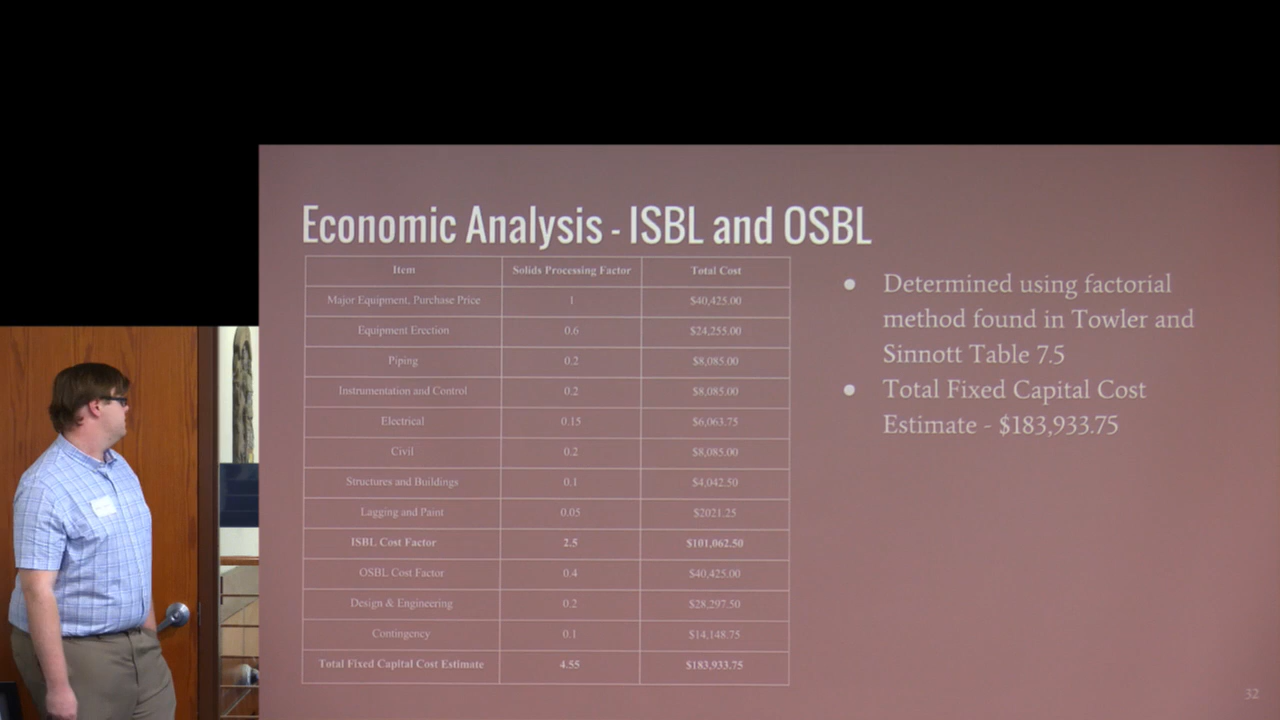 Economic Analysis - ISBL and OSBL
Item Solids Processing Factor Total Cost
Major Equipment, Purchase Price 1 $40,425.00
Equipment Erection 0.6 $24,255.00
Piping 0.2 $8,085.00
Instrumentation and Control 0.2 $8,085.00
Electrical 0.15 $6,063.75
Civil 0.2 $8,085.00
Structures and Buildings 0.1 $4,042.50
Lagging and Paint 0.05 $2021.25
ISBL Cost Factor 2.5 $101,062.50
OSBL Cost Factor 0.4 $40,425.00
Design & Engineering 0.2 $28,297.50
Contingency 0.1 $14,148.75
Total Fixed Capital Cost Estimate 4.55 $183,933.75
● Determined using factorial
method found in Towler and
Sinnott Table 7.5
● Total Fixed Capital Cost
Estimate - $183,933.75
32